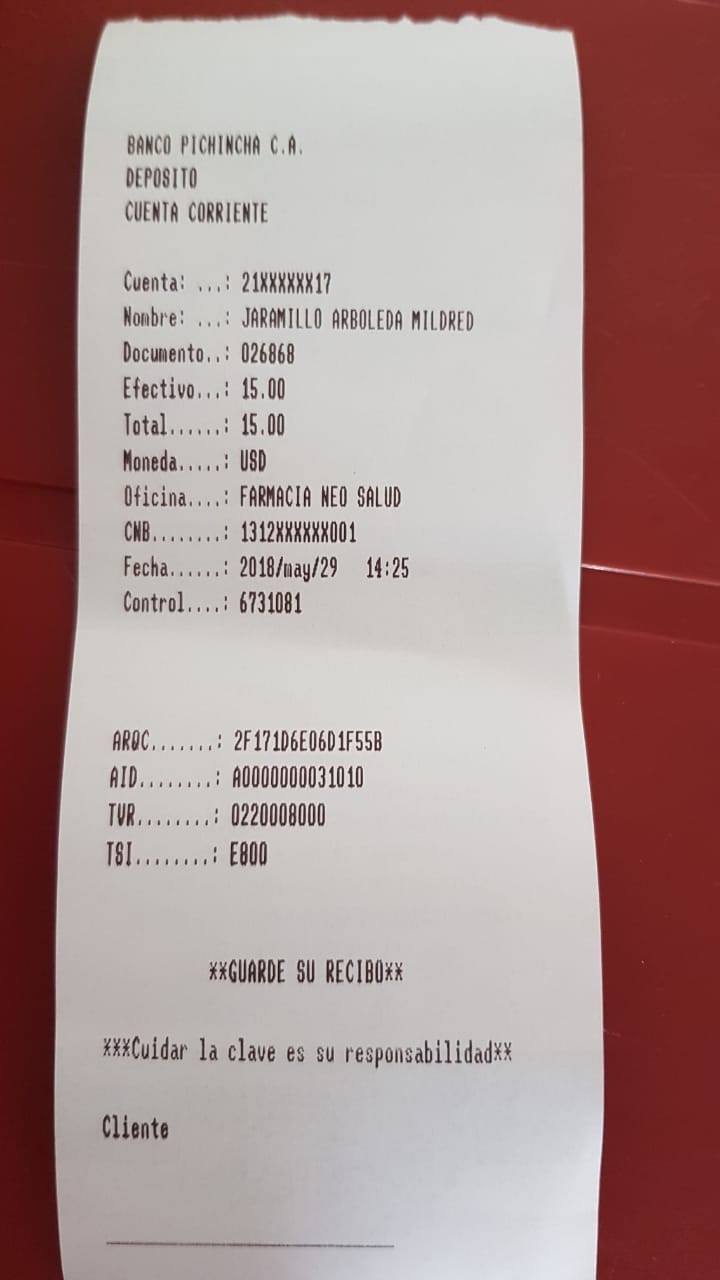 BANCO PICHINCHA C.A.
DEPOSITO
CUENTA CORRIENTE
Cuenta: ...: 21XXXXXX17
Nombre: ...: JARAMILLO ARBOLEDA MILDRED
Documento..: 026868
Efectivo...: 15.00
Total......: 15.00
Moneda.....: USD
Oficina....: FARMACIA NEO SALUD
CNB........: 1312XXXXXX001
Fecha......: 2018/may/29 14:25
Control....: 6731081
ARQC.......: 2F171D6E06D1F55B
AID........: A0000000031010
TVR........: 0220008000
TSI........: E800
**GUARDE SU RECIBO**
***Cuidar la clave es su responsabilidad**
Cliente